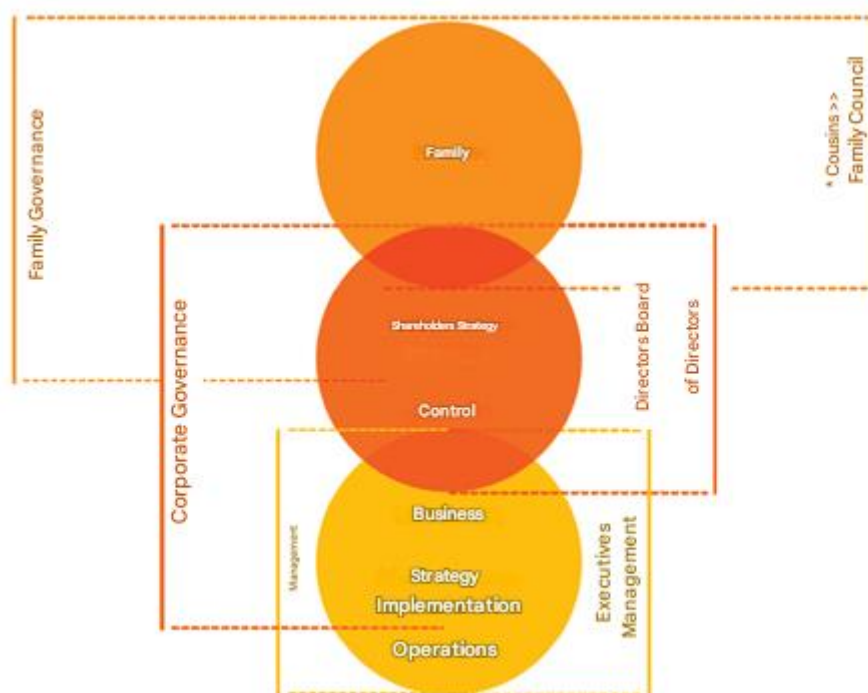 Family Governance
Corporate Governance
Management
Family
Shareholders Strategy
Control
Business
Strategy
Implementation
Operations
Executives
Management
Directors Board
of Directors
* Cousins >>
Family Council